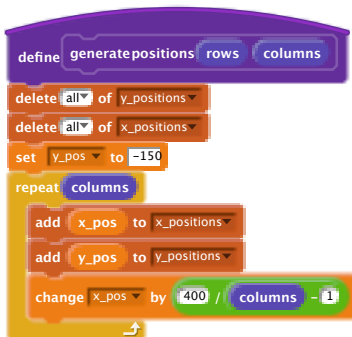 define generate positions rows columns
delete all of y_positions
delete all of x_positions
set y_pos to -150
repeat columns
add x_pos to x_positions
add y_pos to y_positions
change x_pos by 400 / columns - 1